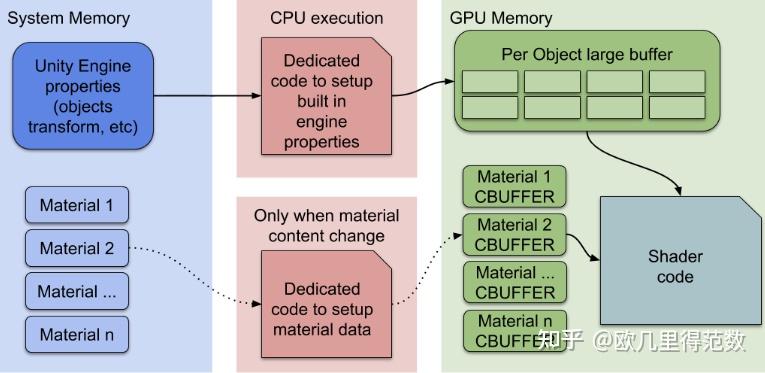 System Memory
Unity Engine
properties
(objects
transform, etc)
Material 1
Material 2
Material ...
Material n
CPU execution
Dedicated
code to setup
built in
engine
properties
Only when material
content change
Dedicated
code to setup
material data
GPU Memory
Per Object large buffer
Material 1
CBUFFER
Material 2
CBUFFER
Material ...
CBUFFER
Material n
CBUFFER
Shader
code
知乎 @欧几里得范数